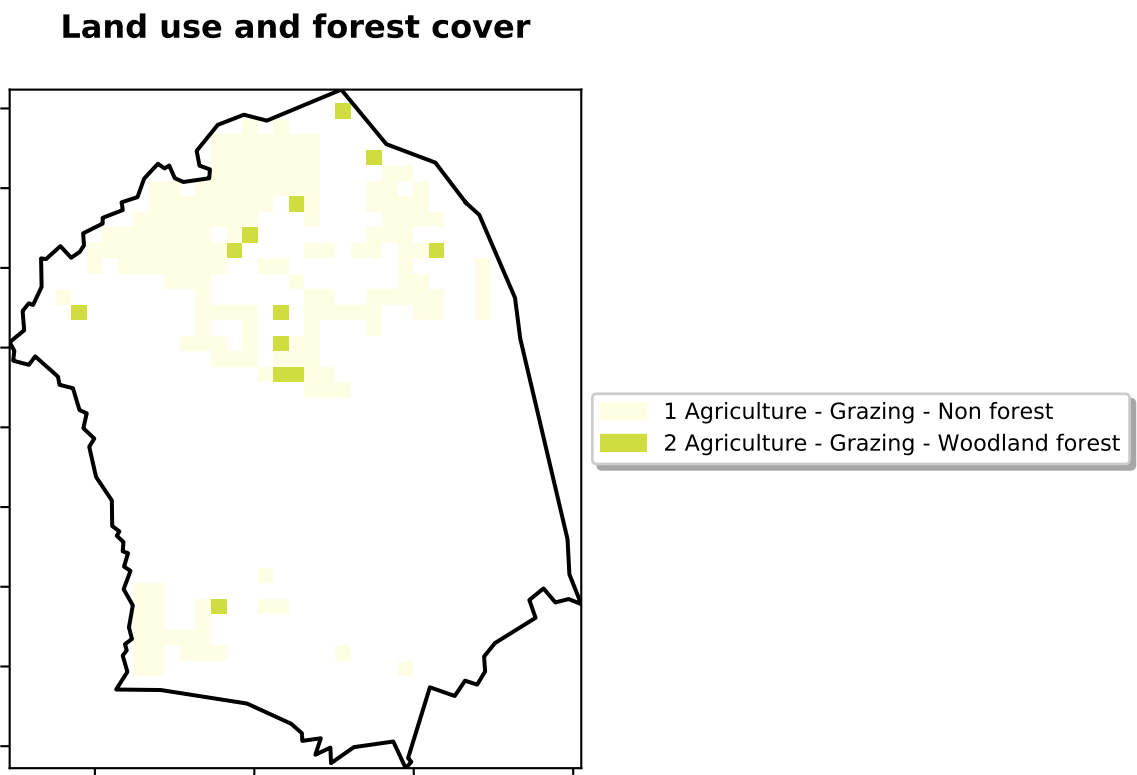 Land use and forest cover
1 Agriculture - Grazing - Non forest
2 Agriculture - Grazing - Woodland forest